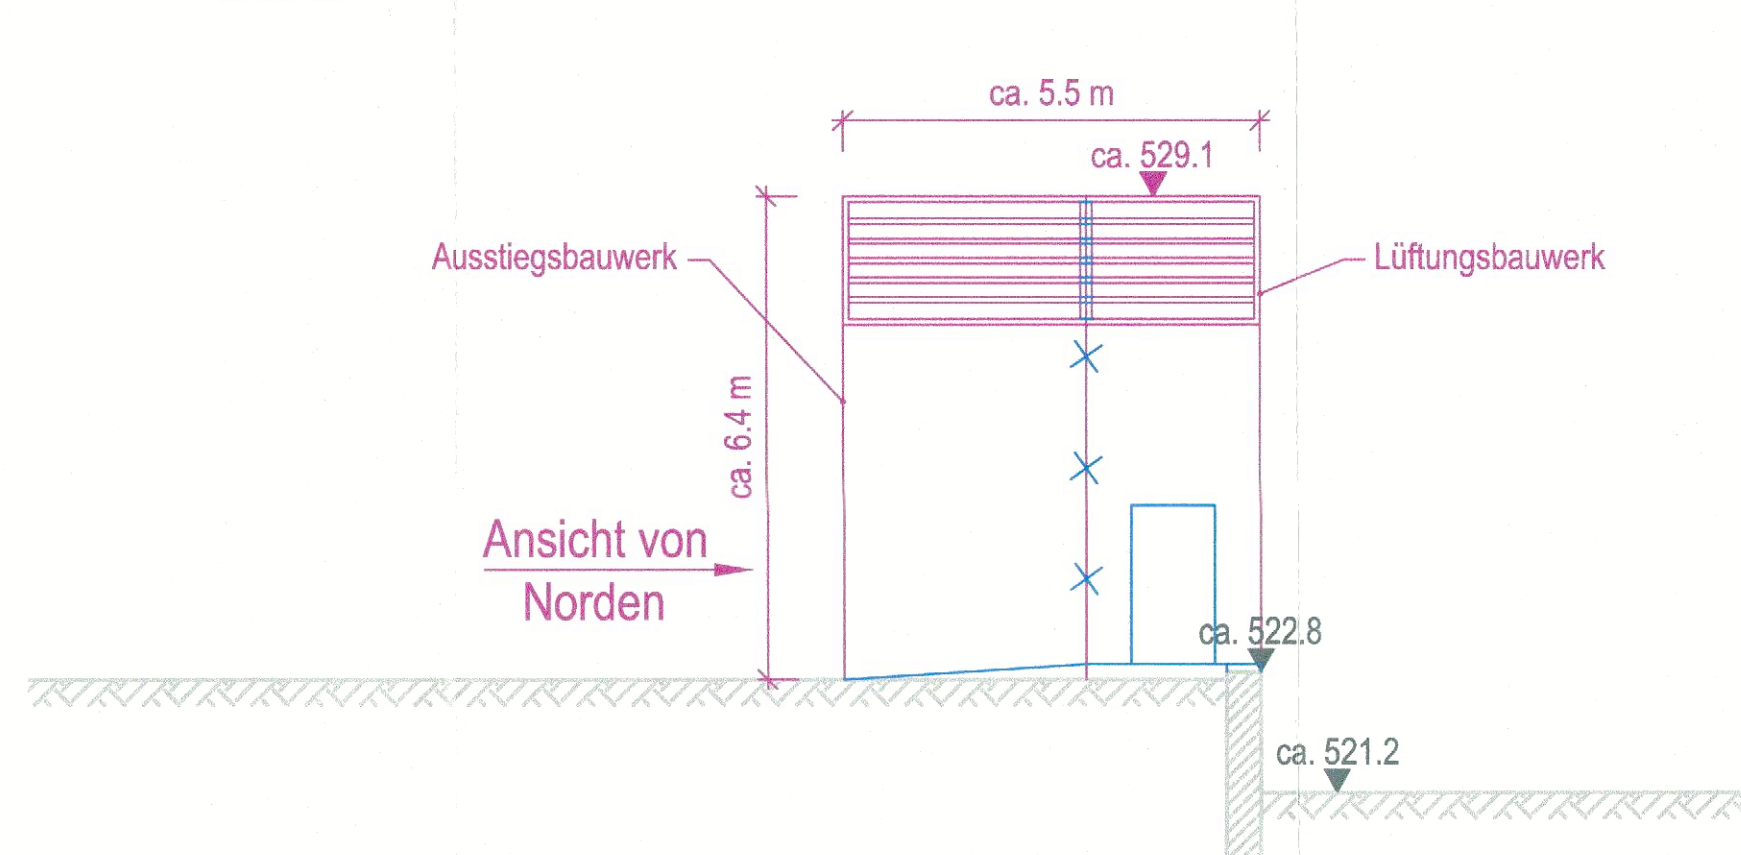 ca. 5.5 m
ca. 529.1
Ausstiegsbauwerk
Lüftungsbauwerk
ca. 6.4 m
Ansicht von
Norden
ca. 522.8
ca. 521.2